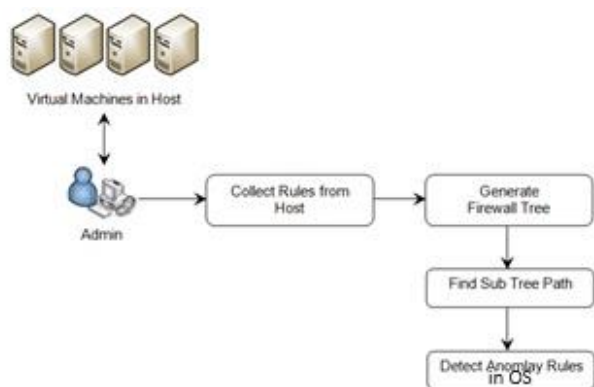 Virtual Machines in Host
Admin
Collect Rules from
Host
Generate
Firewall Tree
Find Sub Tree Path
Detect Anomlay Rules
in OS